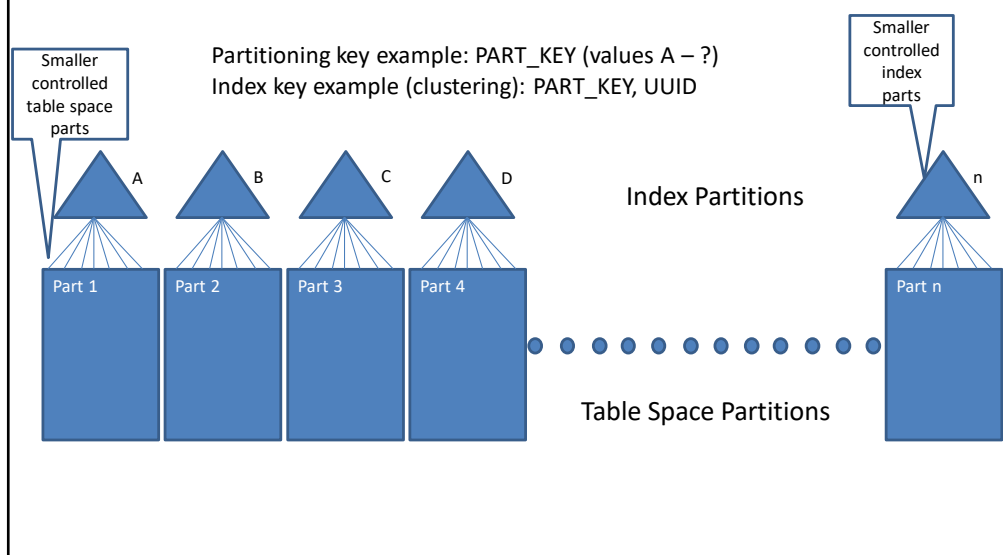 Smaller
controlled
table space
parts
Partitioning key example: PART_KEY (values A – ?)
Index key example (clustering): PART_KEY, UUID
Smaller
controlled
index
parts
A
B
C
D
Index Partitions
n
Part 1
Part 2
Part 3
Part 4
Part n
Table Space Partitions